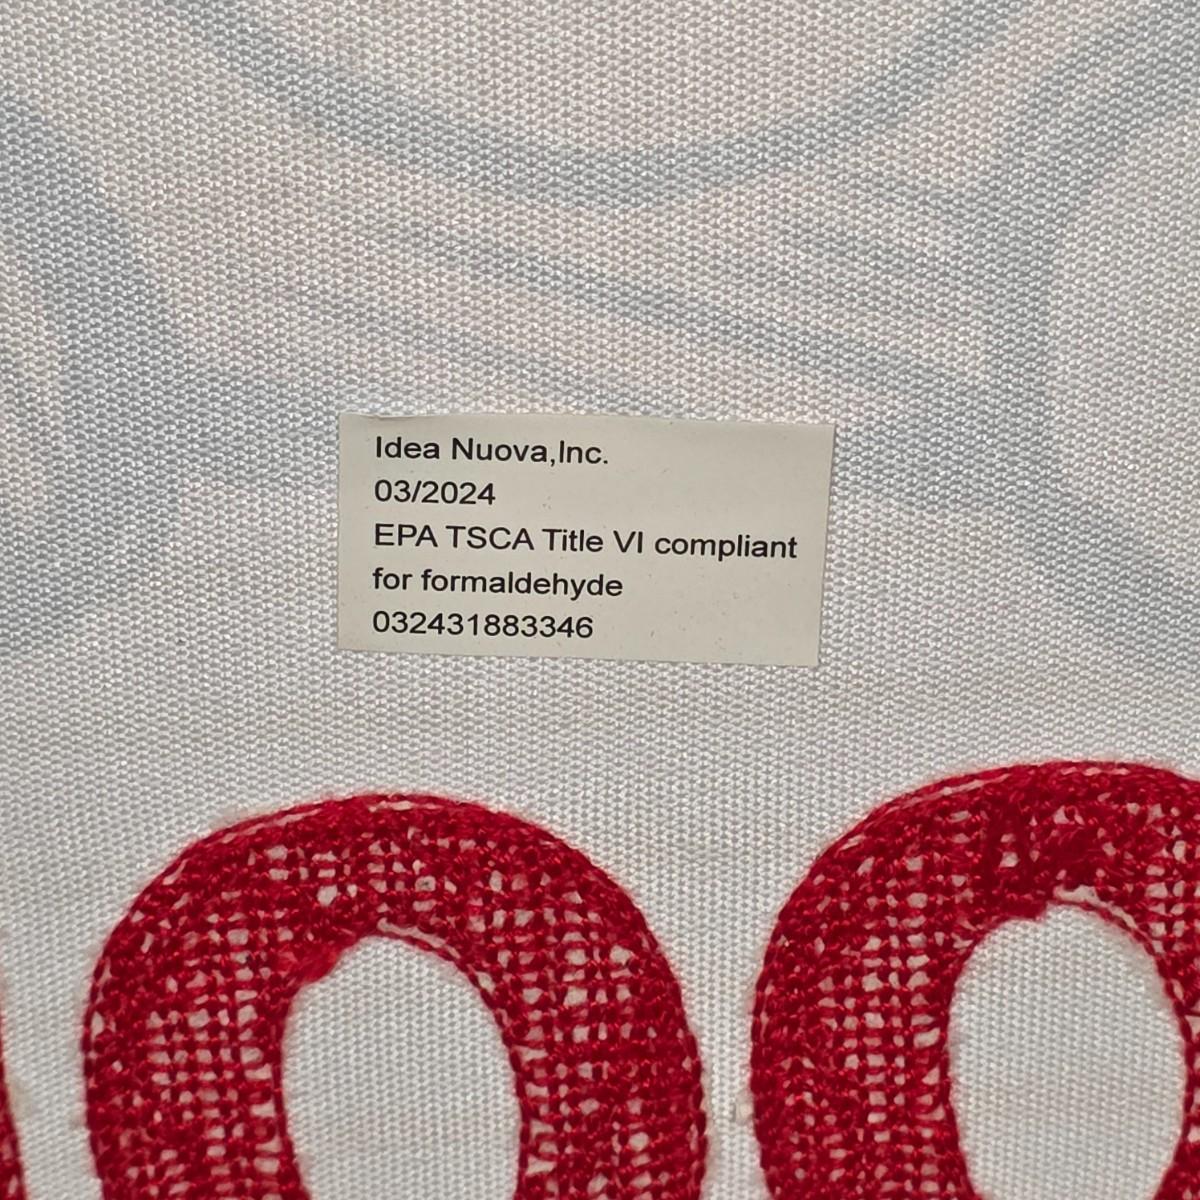 Idea Nuova,Inc.
03/2024
EPA TSCA Title VI compliant
for formaldehyde
032431883346